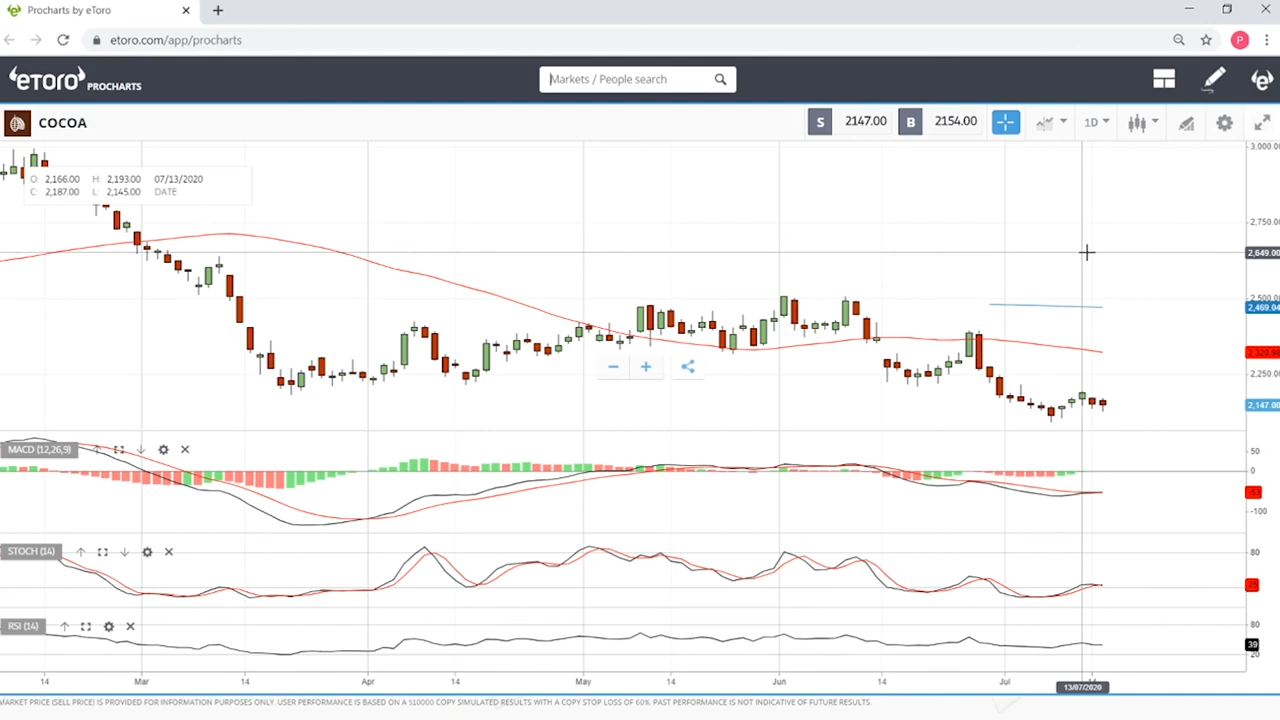 Procharts by eToro
etoro.com/app/procharts
P
eToro PROCHARTS
Markets / People search
COCOA
S 2147.00 B 2154.00
1D
O: 2,166.00 H: 2,193.00 07/13/2020
C: 2,187.00 L: 2,145.00 DATE
3,000.00
2,750.00
2,649.00
2,500.00
2,469.04
2,250.00
2,147.00
MACD (12,26,9)
50
0
-53
-100
STOCH (14)
80
25
RSI (14)
80
39
20
14 Mar 14 Apr 14 May 14 Jun 14 Jul
13/07/2020
MARKET PRICE (SELL PRICE) IS PROVIDED FOR INFORMATION PURPOSES ONLY. USER PERFORMANCE IS BASED ON A $10000 COPY SIMULATED RESULTS WITH A COPY STOP LOSS OF 60%. PAST PERFORMANCE IS NOT INDICATIVE OF FUTURE RESULTS.